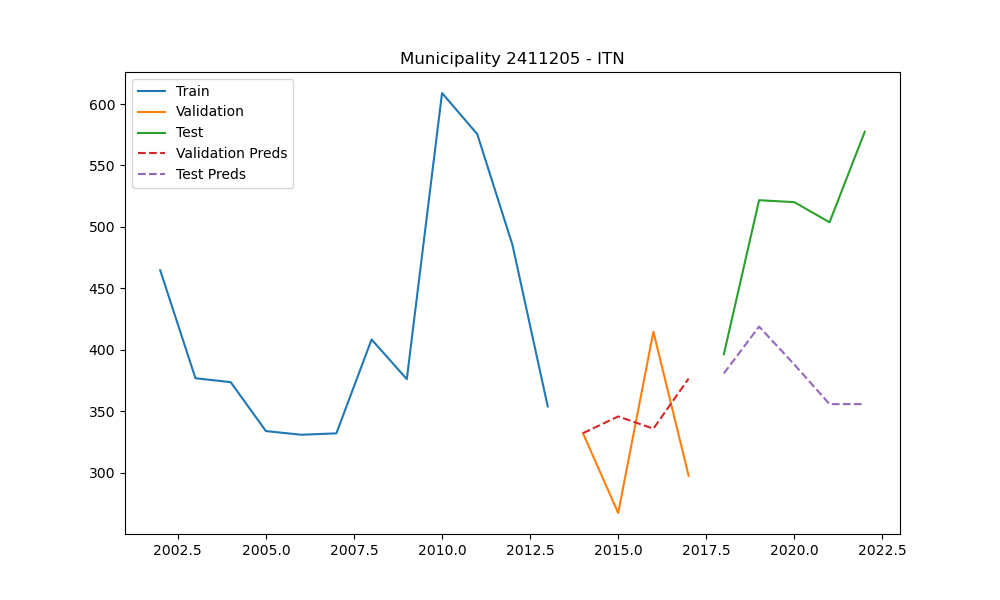 Municipality 2411205 - ITN
Train
Validation
Test
Validation Preds
Test Preds
600
550
500
450
400
350
300
2002.5 2005.0 2007.5 2010.0 2012.5 2015.0 2017.5 2020.0 2022.5